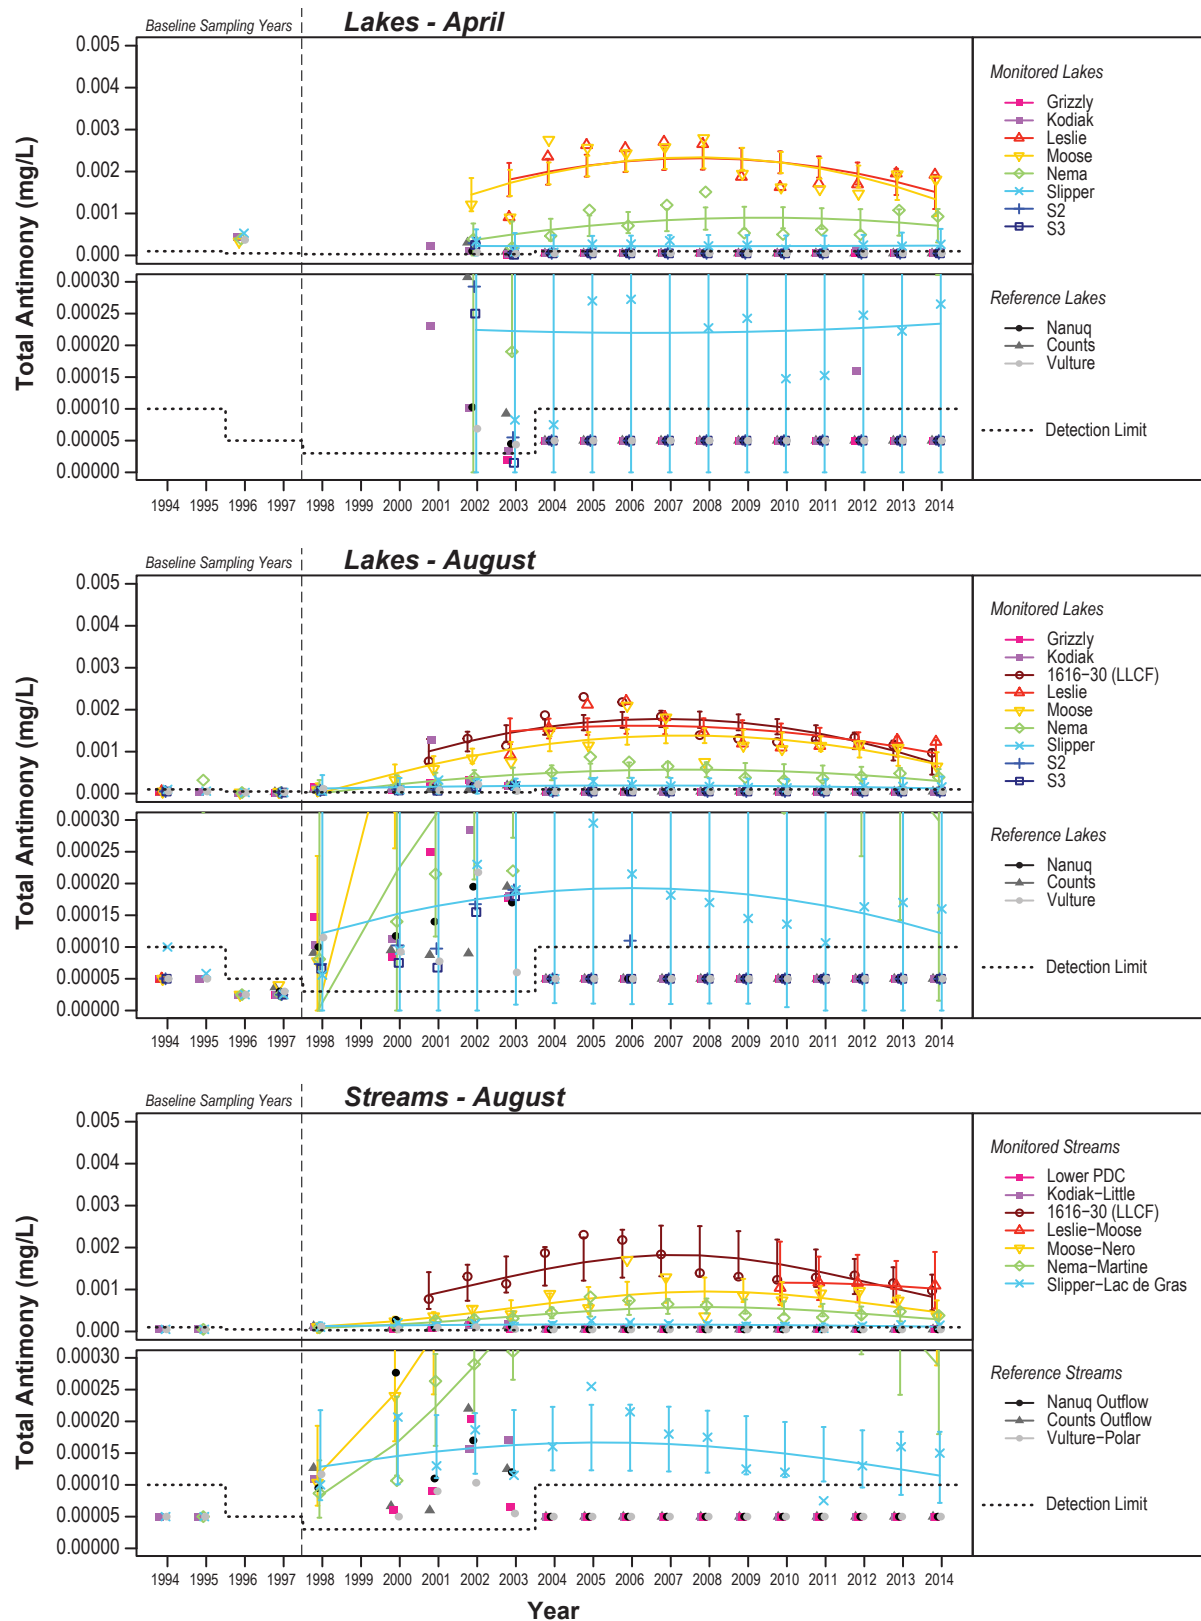 Baseline Sampling Years
Lakes - April
0.005
0.004
0.003
0.002
0.001
0.000
0.00030
0.00025
0.00020
0.00015
0.00010
0.00005
0.00000
Total Antimony (mg/L)
1994 1995 1996 1997 1998 1999 2000 2001 2002 2003 2004 2005 2006 2007 2008 2009 2010 2011 2012 2013 2014
Monitored Lakes
Grizzly
Kodiak
Leslie
Moose
Nema
Slipper
S2
S3
Reference Lakes
Nanuq
Counts
Vulture
Detection Limit
Baseline Sampling Years
Lakes - August
0.005
0.004
0.003
0.002
0.001
0.000
0.00030
0.00025
0.00020
0.00015
0.00010
0.00005
0.00000
Total Antimony (mg/L)
1994 1995 1996 1997 1998 1999 2000 2001 2002 2003 2004 2005 2006 2007 2008 2009 2010 2011 2012 2013 2014
Monitored Lakes
Grizzly
Kodiak
1616−30 (LLCF)
Leslie
Moose
Nema
Slipper
S2
S3
Reference Lakes
Nanuq
Counts
Vulture
Detection Limit
Baseline Sampling Years
Streams - August
0.005
0.004
0.003
0.002
0.001
0.000
0.00030
0.00025
0.00020
0.00015
0.00010
0.00005
0.00000
Total Antimony (mg/L)
1994 1995 1996 1997 1998 1999 2000 2001 2002 2003 2004 2005 2006 2007 2008 2009 2010 2011 2012 2013 2014
Year
Monitored Streams
Lower PDC
Kodiak−Little
1616−30 (LLCF)
Leslie−Moose
Moose−Nero
Nema−Martine
Slipper−Lac de Gras
Reference Streams
Nanuq Outflow
Counts Outflow
Vulture−Polar
Detection Limit